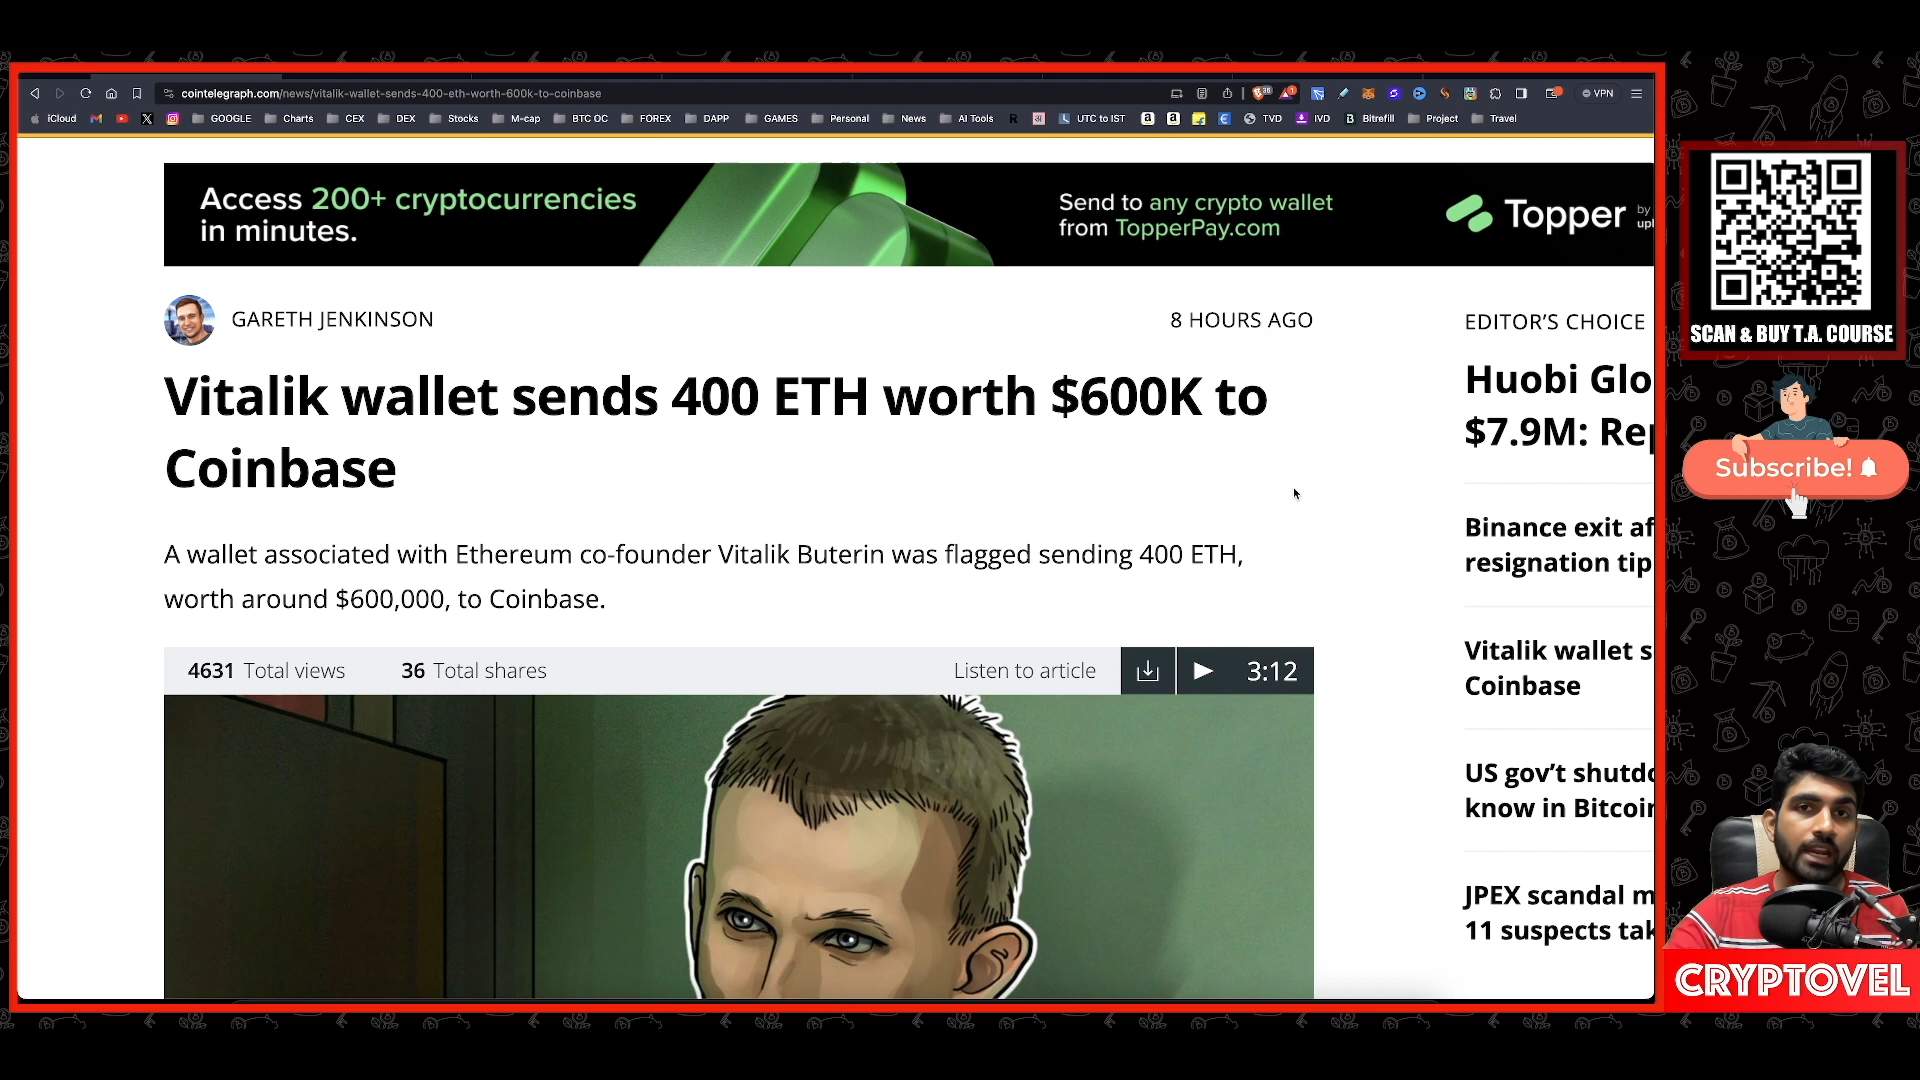 cointelegraph.com/news/vitalik-wallet-sends-400-eth-worth-600k-to-coinbase
VPN
iCloud GOOGLE Charts CEX DEX Stocks M-cap BTC OC FOREX DAPP GAMES Personal News AI Tools R UTC to IST TVD IVD Bitrefill Project Travel
Access 200+ cryptocurrencies
in minutes.
Send to any crypto wallet
from TopperPay.com
Topper
by
upl
GARETH JENKINSON
8 HOURS AGO
Vitalik wallet sends 400 ETH worth $600K to
Coinbase
A wallet associated with Ethereum co-founder Vitalik Buterin was flagged sending 400 ETH,
worth around $600,000, to Coinbase.
4631 Total views 36 Total shares Listen to article 3:12
EDITOR'S CHOICE
Huobi Glo
$7.9M: Rep
Binance exit af
resignation tip
Vitalik wallet s
Coinbase
US gov't shutdo
know in Bitcoin
JPEX scandal m
11 suspects tak
SCAN & BUY T.A. COURSE
Subscribe!
CRYPTOVEL